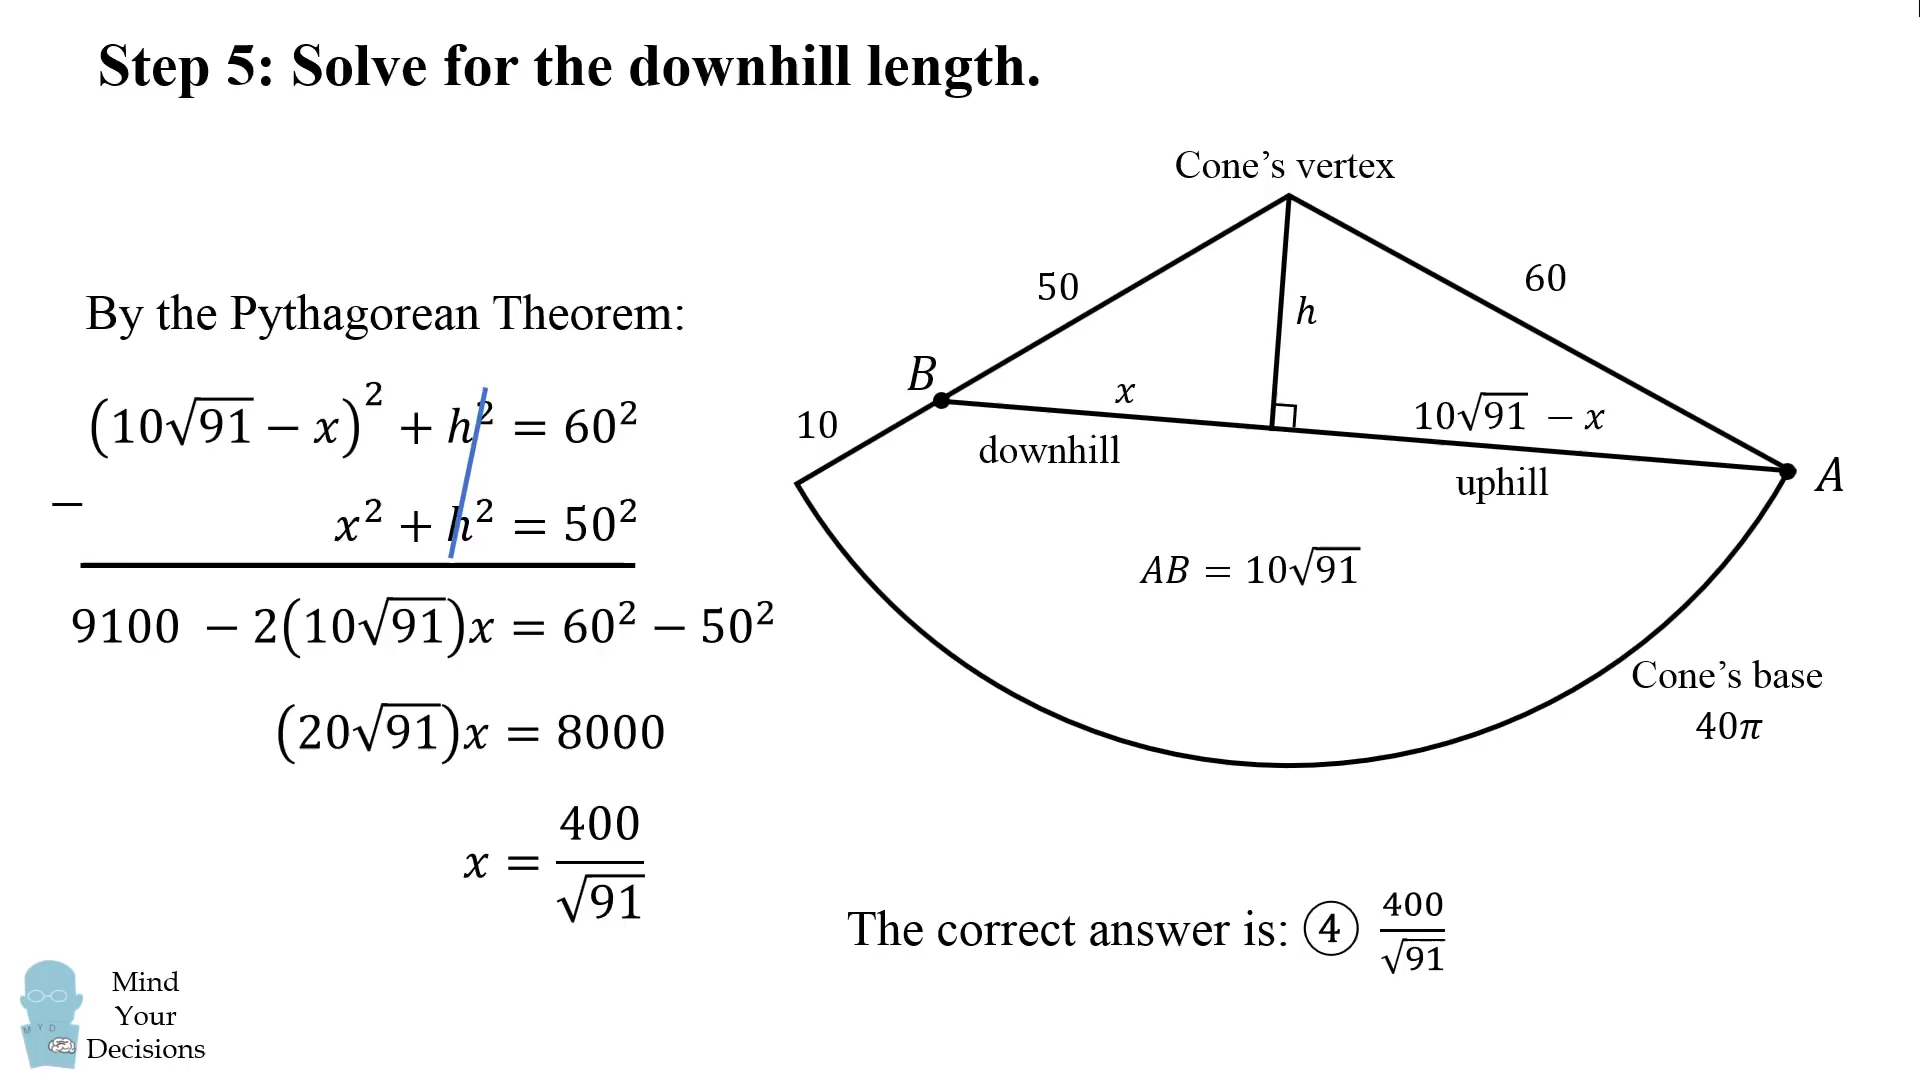 Step 5: Solve for the downhill length.
Cone’s vertex
50
60
h
By the Pythagorean Theorem:
B
x
10√91 − x
10
downhill
uphill
A
(10√91 − x)² + h² = 60²
−
x² + h² = 50²
AB = 10√91
9100 − 2(10√91)x = 60² − 50²
Cone’s base
40π
(20√91)x = 8000
x = 400/√91
The correct answer is: ④ 400/√91
M Y D
Mind
Your
Decisions